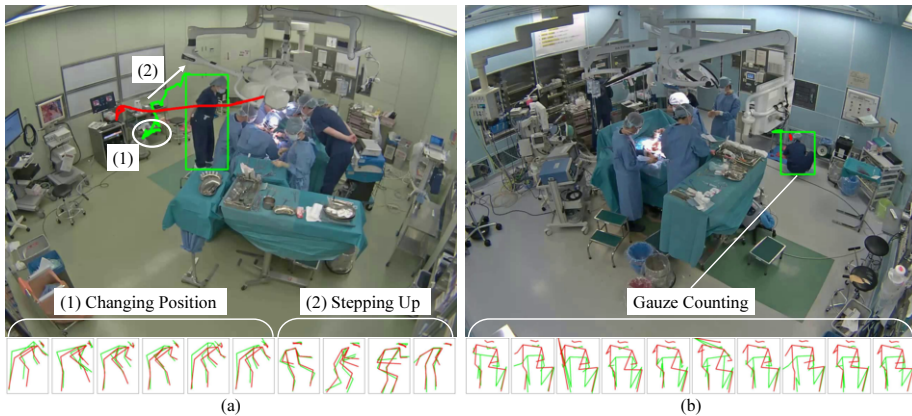 (2)
(1)
(1) Changing Position
(2) Stepping Up
Gauze Counting
(a)
(b)